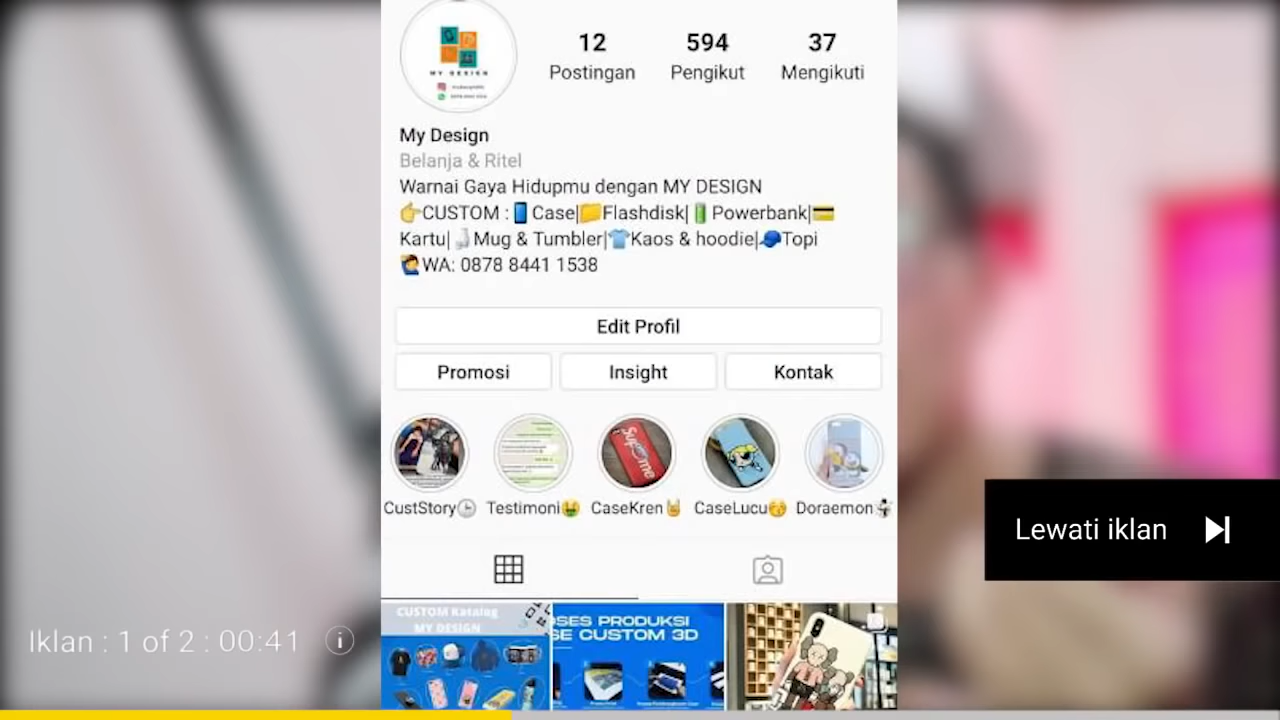 MY DESIGN
12
594
37
Postingan
Pengikut
Mengikuti
My Design
Belanja & Ritel
Warnai Gaya Hidupmu dengan MY DESIGN
👉CUSTOM :📱Case|📁Flashdisk|🔋Powerbank|💳
Kartu|🍶Mug & Tumbler|👕Kaos & hoodie|🧢Topi
🙋‍♂️WA: 0878 8441 1538
Edit Profil
Promosi
Insight
Kontak
Supreme
CustStory🕒
Testimoni🤑
CaseKren🤘
CaseLucu😚
Doraemon⛄
Lewati iklan
Iklan : 1 of 2 : 00:41
CUSTOM Katalog
MY DESIGN
OSES PRODUKSI
SE CUSTOM 3D